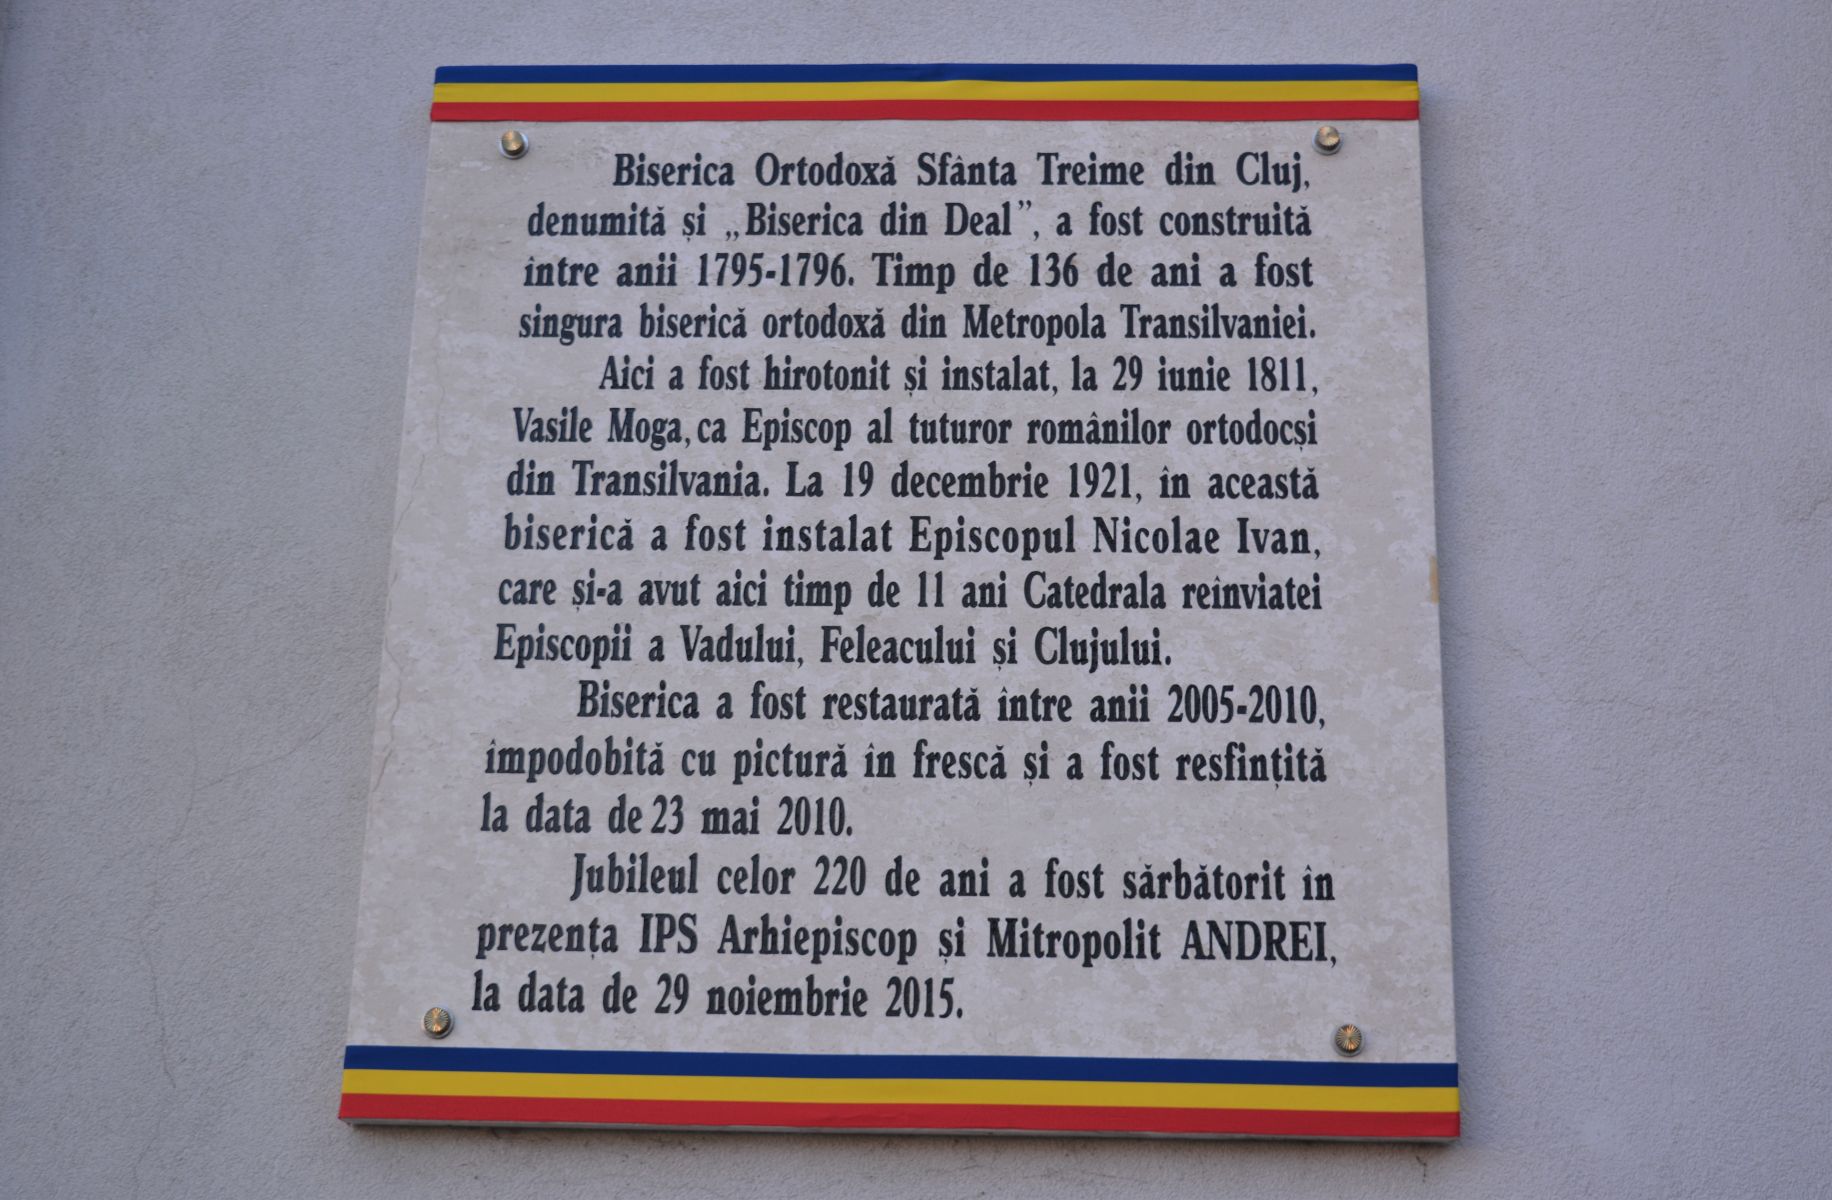 Biserica Ortodoxă Sfânta Treime din Cluj,
denumită și „Biserica din Deal”, a fost construită
între anii 1795-1796. Timp de 136 de ani a fost
singura biserică ortodoxă din Metropola Transilvaniei.
Aici a fost hirotonit și instalat, la 29 iunie 1811,
Vasile Moga, ca Episcop al tuturor românilor ortodocși
din Transilvania. La 19 decembrie 1921, în această
biserică a fost instalat Episcopul Nicolae Ivan,
care și-a avut aici timp de 11 ani Catedrala reînviatei
Episcopii a Vadului, Feleacului și Clujului.
Biserica a fost restaurată între anii 2005-2010,
împodobită cu pictură în frescă și a fost resfințită
la data de 23 mai 2010.
Jubileul celor 220 de ani a fost sărbătorit în
prezența IPS Arhiepiscop și Mitropolit ANDREI,
la data de 29 noiembrie 2015.